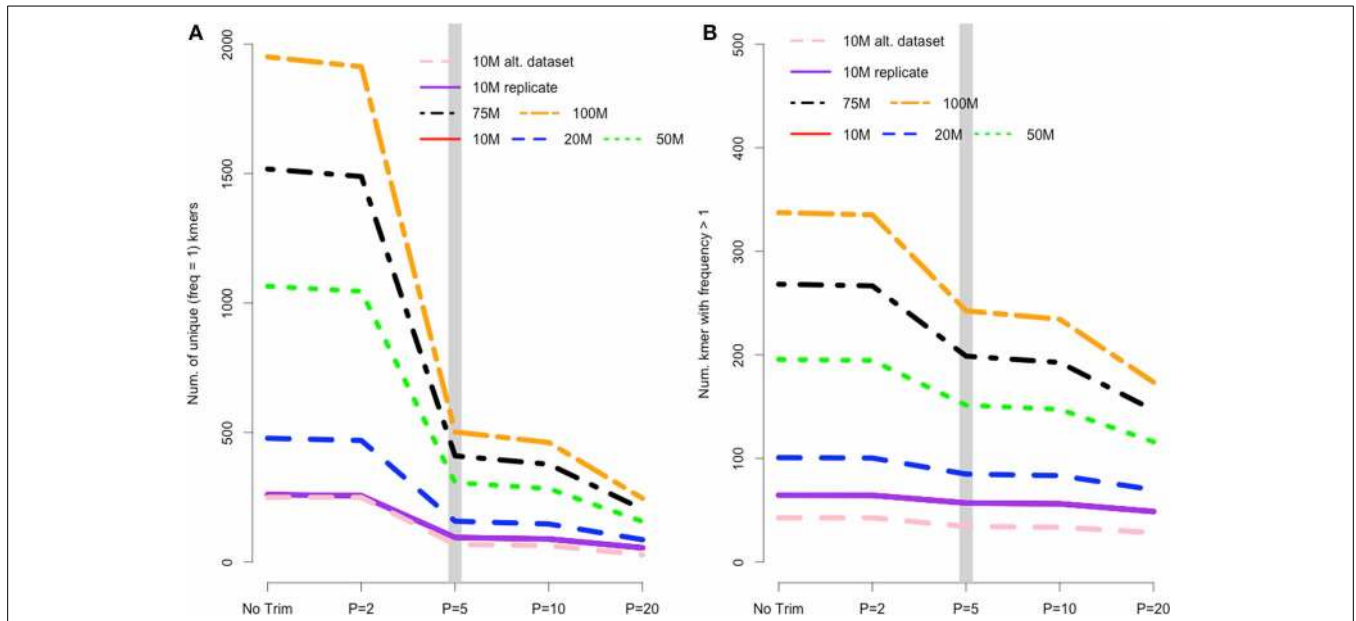 A
2000
1500
1000
500
0
Num. of unique (freq = 1) kmers
10M alt. dataset
10M replicate
75M 100M
10M 20M 50M
No Trim P=2 P=5 P=10 P=20
B
500
400
300
200
100
0
Num. kmer with frequency > 1
10M alt. dataset
10M replicate
75M 100M
10M 20M 50M
No Trim P=2 P=5 P=10 P=20